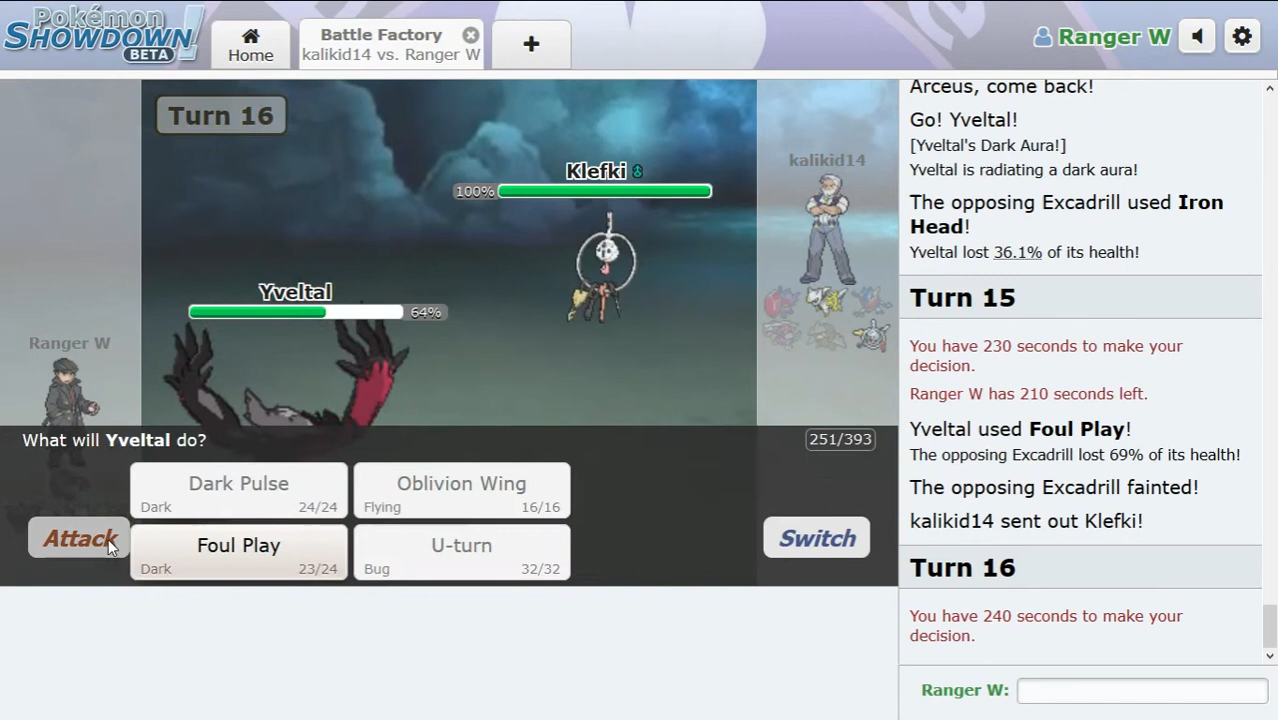 Pokémon
SHOWDOWN!
BETA
Home
Battle Factory
kalikid14 vs. Ranger W
Ranger W
Turn 16
Klefki
100%
Yveltal
64%
Ranger W
kalikid14
What will Yveltal do?
251/393
Attack
Dark Pulse
Dark 24/24
Oblivion Wing
Flying 16/16
Foul Play
Dark 23/24
U-turn
Bug 32/32
Switch
Arceus, come back!
Go! Yveltal!
[Yveltal's Dark Aura!]
Yveltal is radiating a dark aura!
The opposing Excadrill used Iron
Head!
Yveltal lost 36.1% of its health!
Turn 15
You have 230 seconds to make your
decision.
Ranger W has 210 seconds left.
Yveltal used Foul Play!
The opposing Excadrill lost 69% of its health!
The opposing Excadrill fainted!
kalikid14 sent out Klefki!
Turn 16
You have 240 seconds to make your
decision.
Ranger W: